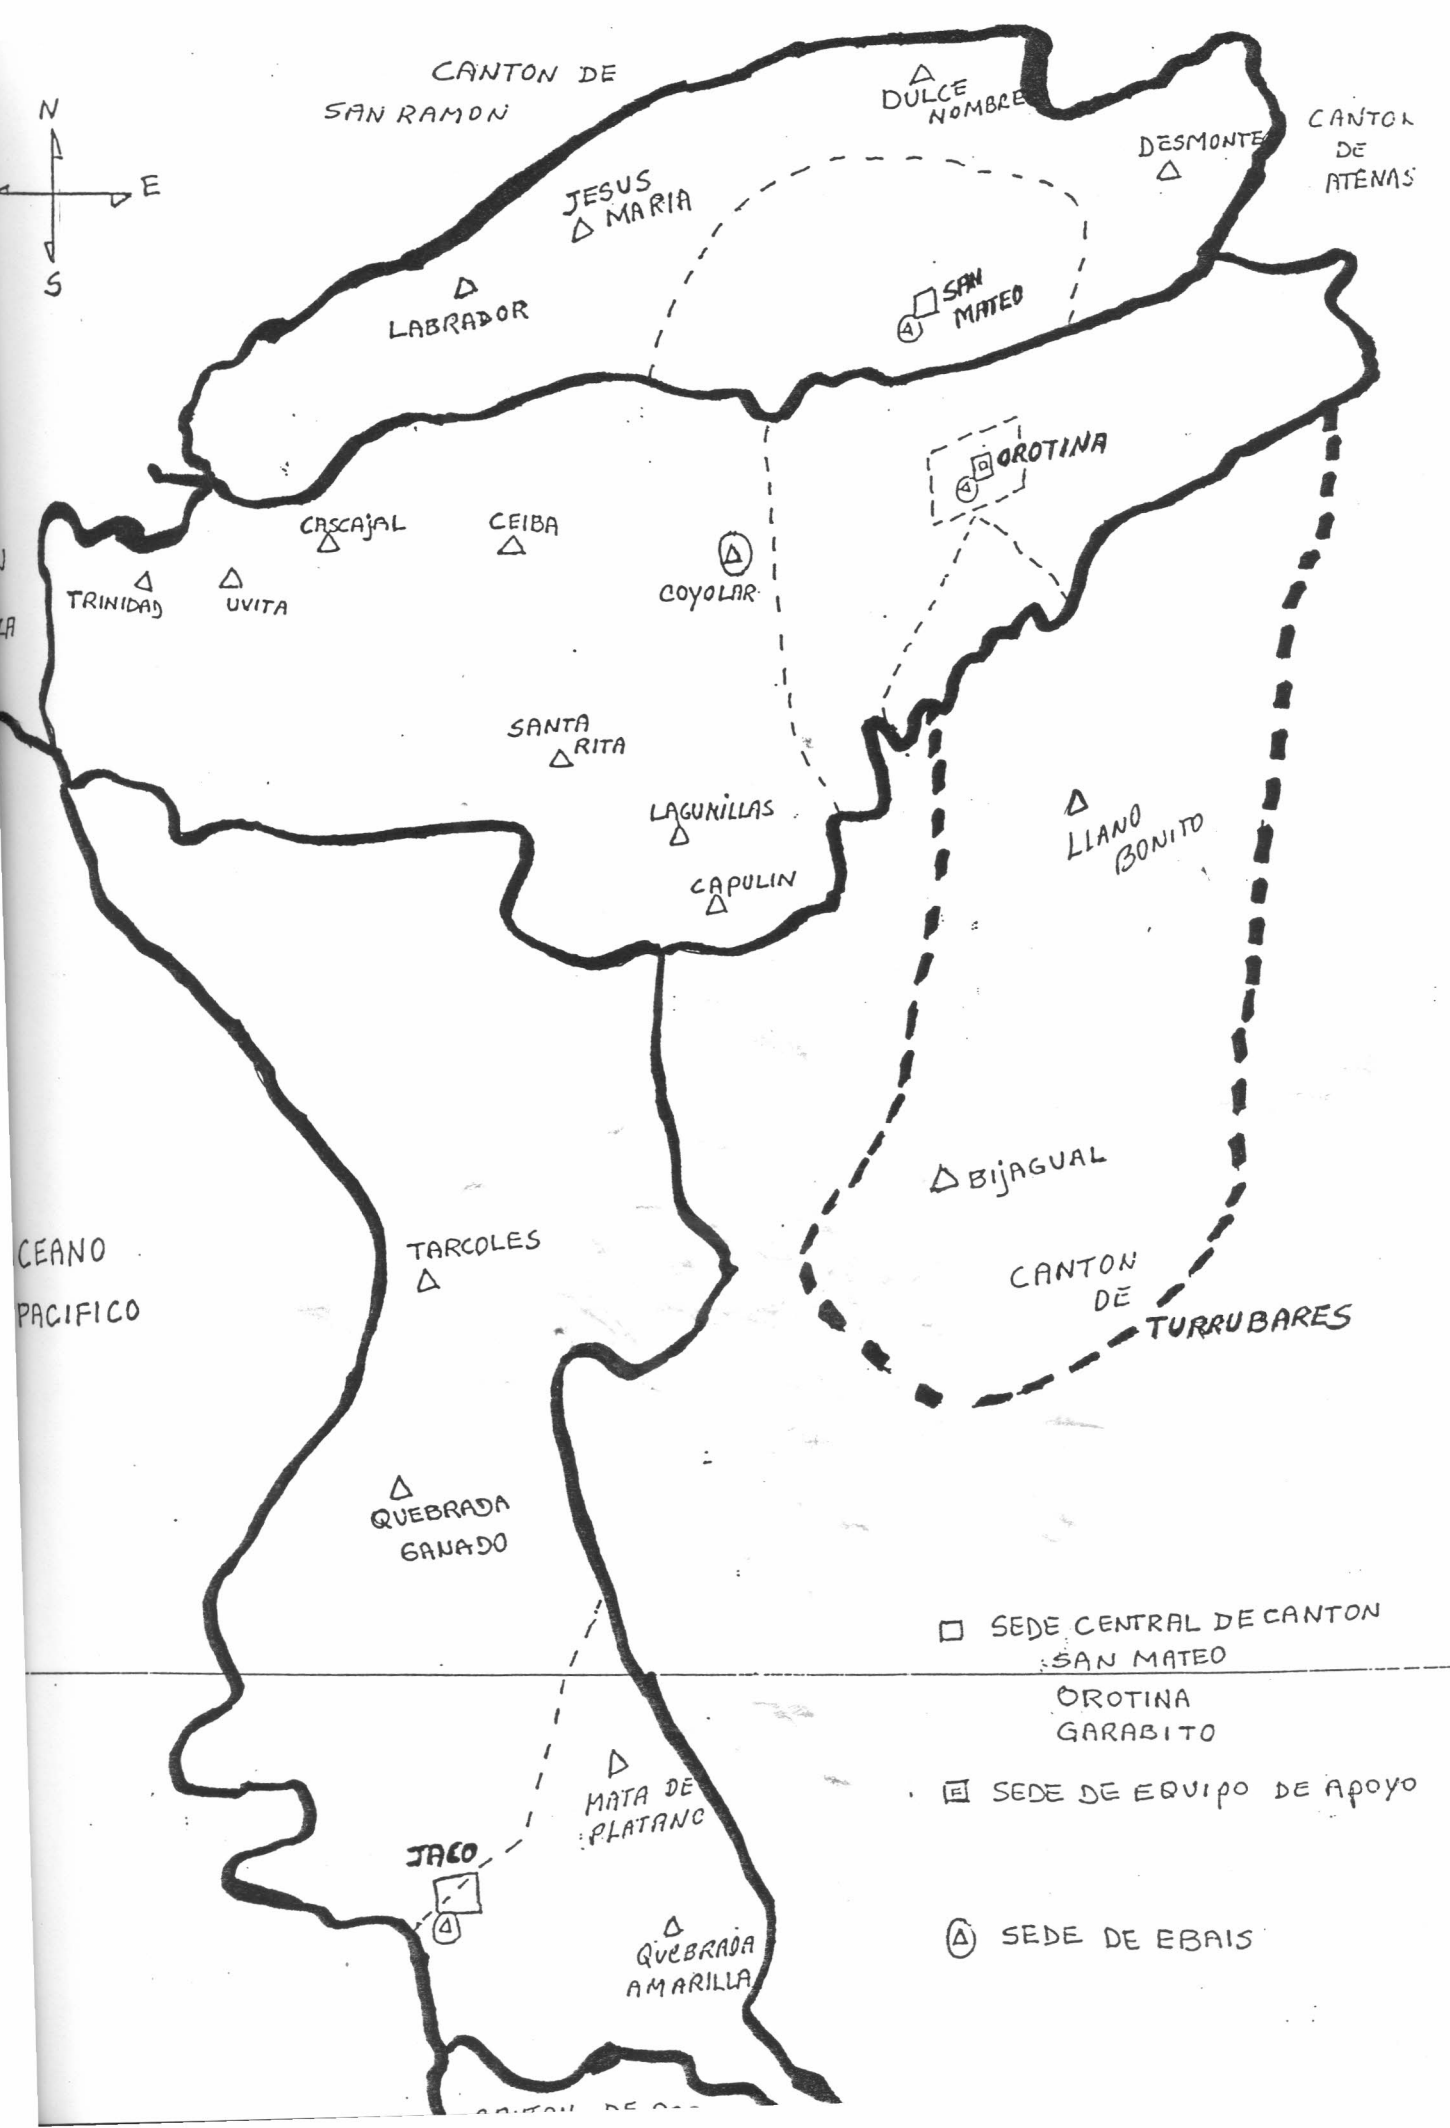 CANTON DE
SAN RAMON
DULCE
NOMBRE
CANTON
DE
ATENAS
DESMONTE
N
E
S
JESUS
MARIA
LABRADOR
SAN
MATEO
OROTINA
CASCAJAL
CEIBA
COYOLAR
TRINIDAD
UVITA
LA
SANTA
RITA
LAGUNILLAS
CAPULIN
LLANO
BONITO
BIJAGUAL
TARCOLES
CEANO
PACIFICO
CANTON
DE
TURRUBARES
QUEBRADA
GANADO
□ SEDE CENTRAL DE CANTON
SAN MATEO
OROTINA
GARABITO
E SEDE DE EQUIPO DE APOYO
MATA DE
PLATANO
JACO
SEDE DE EBAIS
QUEBRADA
AMARILLA